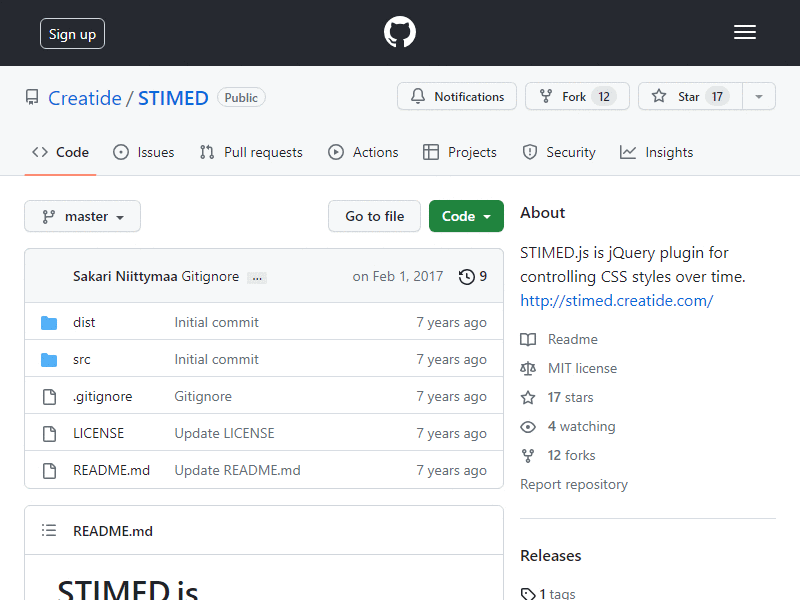 Sign up
Creatide / STIMED Public
Notifications
Fork 12
Star 17
Code
Issues
Pull requests
Actions
Projects
Security
Insights
master
Go to file
Code
Sakari Niittymaa Gitignore ... on Feb 1, 2017 9
dist Initial commit 7 years ago
src Initial commit 7 years ago
.gitignore Gitignore 7 years ago
LICENSE Update LICENSE 7 years ago
README.md Update README.md 7 years ago
README.md
STIMED.js
About
STIMED.js is jQuery plugin for
controlling CSS styles over time.
http://stimed.creatide.com/
Readme
MIT license
17 stars
4 watching
12 forks
Report repository
Releases
1 tags